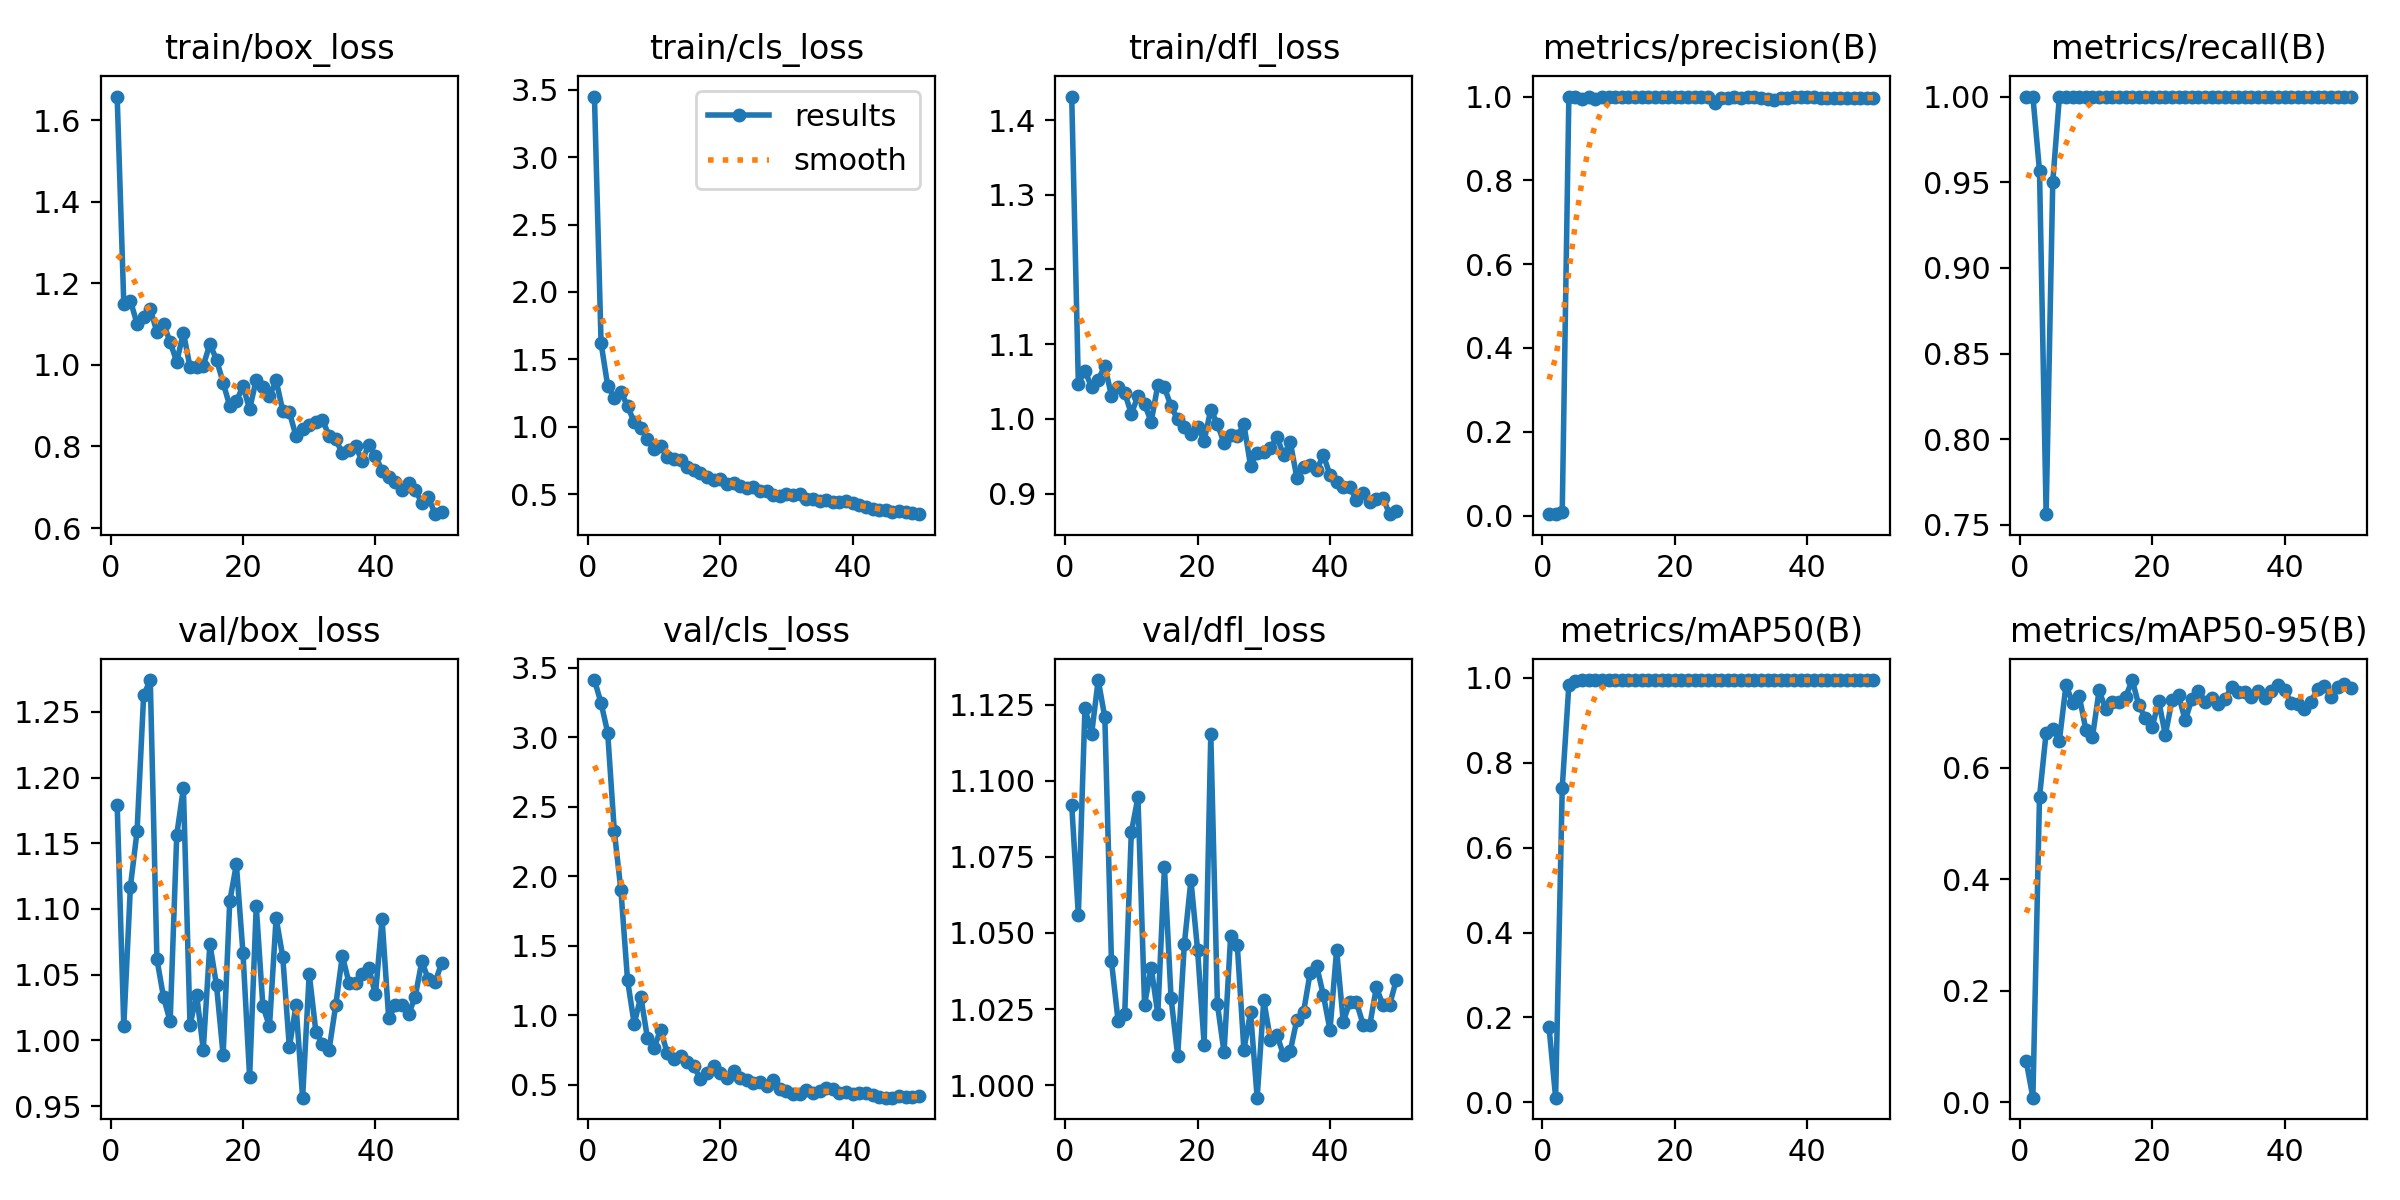 train/box_loss
1.6
1.4
1.2
1.0
0.8
0.6
0 20 40
train/cls_loss
results
smooth
3.5
3.0
2.5
2.0
1.5
1.0
0.5
0 20 40
train/dfl_loss
1.4
1.3
1.2
1.1
1.0
0.9
0 20 40
metrics/precision(B)
1.0
0.8
0.6
0.4
0.2
0.0
0 20 40
metrics/recall(B)
1.00
0.95
0.90
0.85
0.80
0.75
0 20 40
val/box_loss
1.25
1.20
1.15
1.10
1.05
1.00
0.95
0 20 40
val/cls_loss
3.5
3.0
2.5
2.0
1.5
1.0
0.5
0 20 40
val/dfl_loss
1.125
1.100
1.075
1.050
1.025
1.000
0 20 40
metrics/mAP50(B)
1.0
0.8
0.6
0.4
0.2
0.0
0 20 40
metrics/mAP50-95(B)
0.6
0.4
0.2
0.0
0 20 40